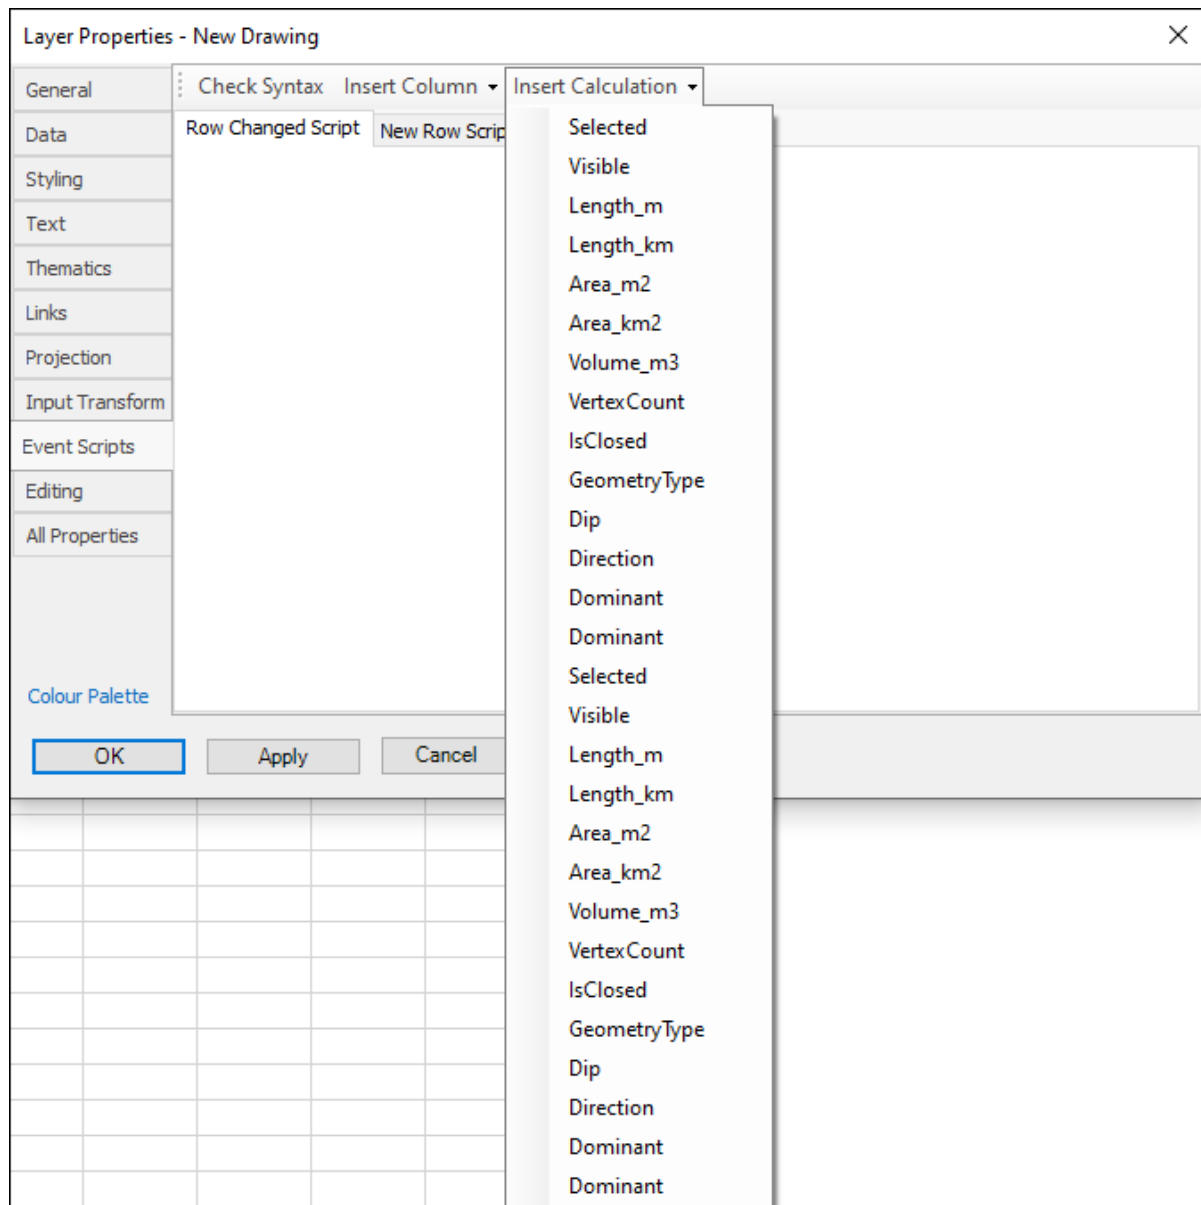 Layer Properties - New Drawing
General
Data
Styling
Text
Thematics
Links
Projection
Input Transform
Event Scripts
Editing
All Properties
Colour Palette
Check Syntax Insert Column Insert Calculation
Row Changed Script New Row Scrip
Selected
Visible
Length_m
Length_km
Area_m2
Area_km2
Volume_m3
VertexCount
IsClosed
GeometryType
Dip
Direction
Dominant
Dominant
Selected
Visible
Length_m
Length_km
Area_m2
Area_km2
Volume_m3
VertexCount
IsClosed
GeometryType
Dip
Direction
Dominant
Dominant
OK Apply Cancel